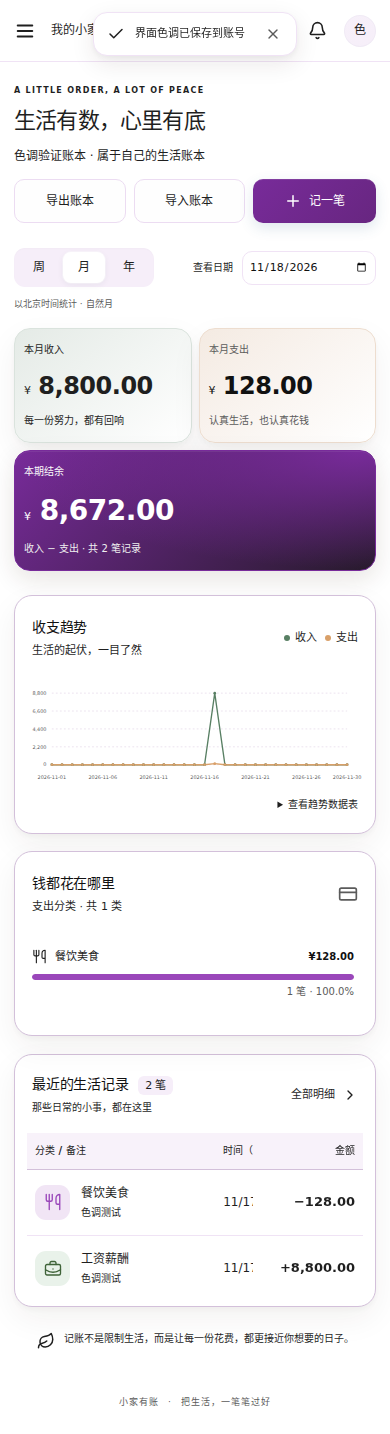 我的小家
界面色调已保存到账号
色
A LITTLE ORDER, A LOT OF PEACE
生活有数，心里有底
色调验证账本 · 属于自己的生活账本
导出账本
导入账本
记一笔
周
月
年
查看日期
11/18/2026
以北京时间统计 · 自然月
本月收入
¥ 8,800.00
每一份努力，都有回响
本月支出
¥ 128.00
认真生活，也认真花钱
本期结余
¥ 8,672.00
收入 − 支出 · 共 2 笔记录
收支趋势
生活的起伏，一目了然
收入
支出
8,800
6,600
4,400
2,200
0
2026-11-01
2026-11-06
2026-11-11
2026-11-16
2026-11-21
2026-11-26
2026-11-30
查看趋势数据表
钱都花在哪里
支出分类 · 共 1 类
餐饮美食
¥128.00
1 笔 · 100.0%
最近的生活记录
2 笔
那些日常的小事，都在这里
全部明细
分类 / 备注
时间（
金额
餐饮美食
色调测试
11/17
−128.00
工资薪酬
色调测试
11/17
+8,800.00
记账不是限制生活，而是让每一份花费，都更接近你想要的日子。
小家有账 · 把生活，一笔笔过好